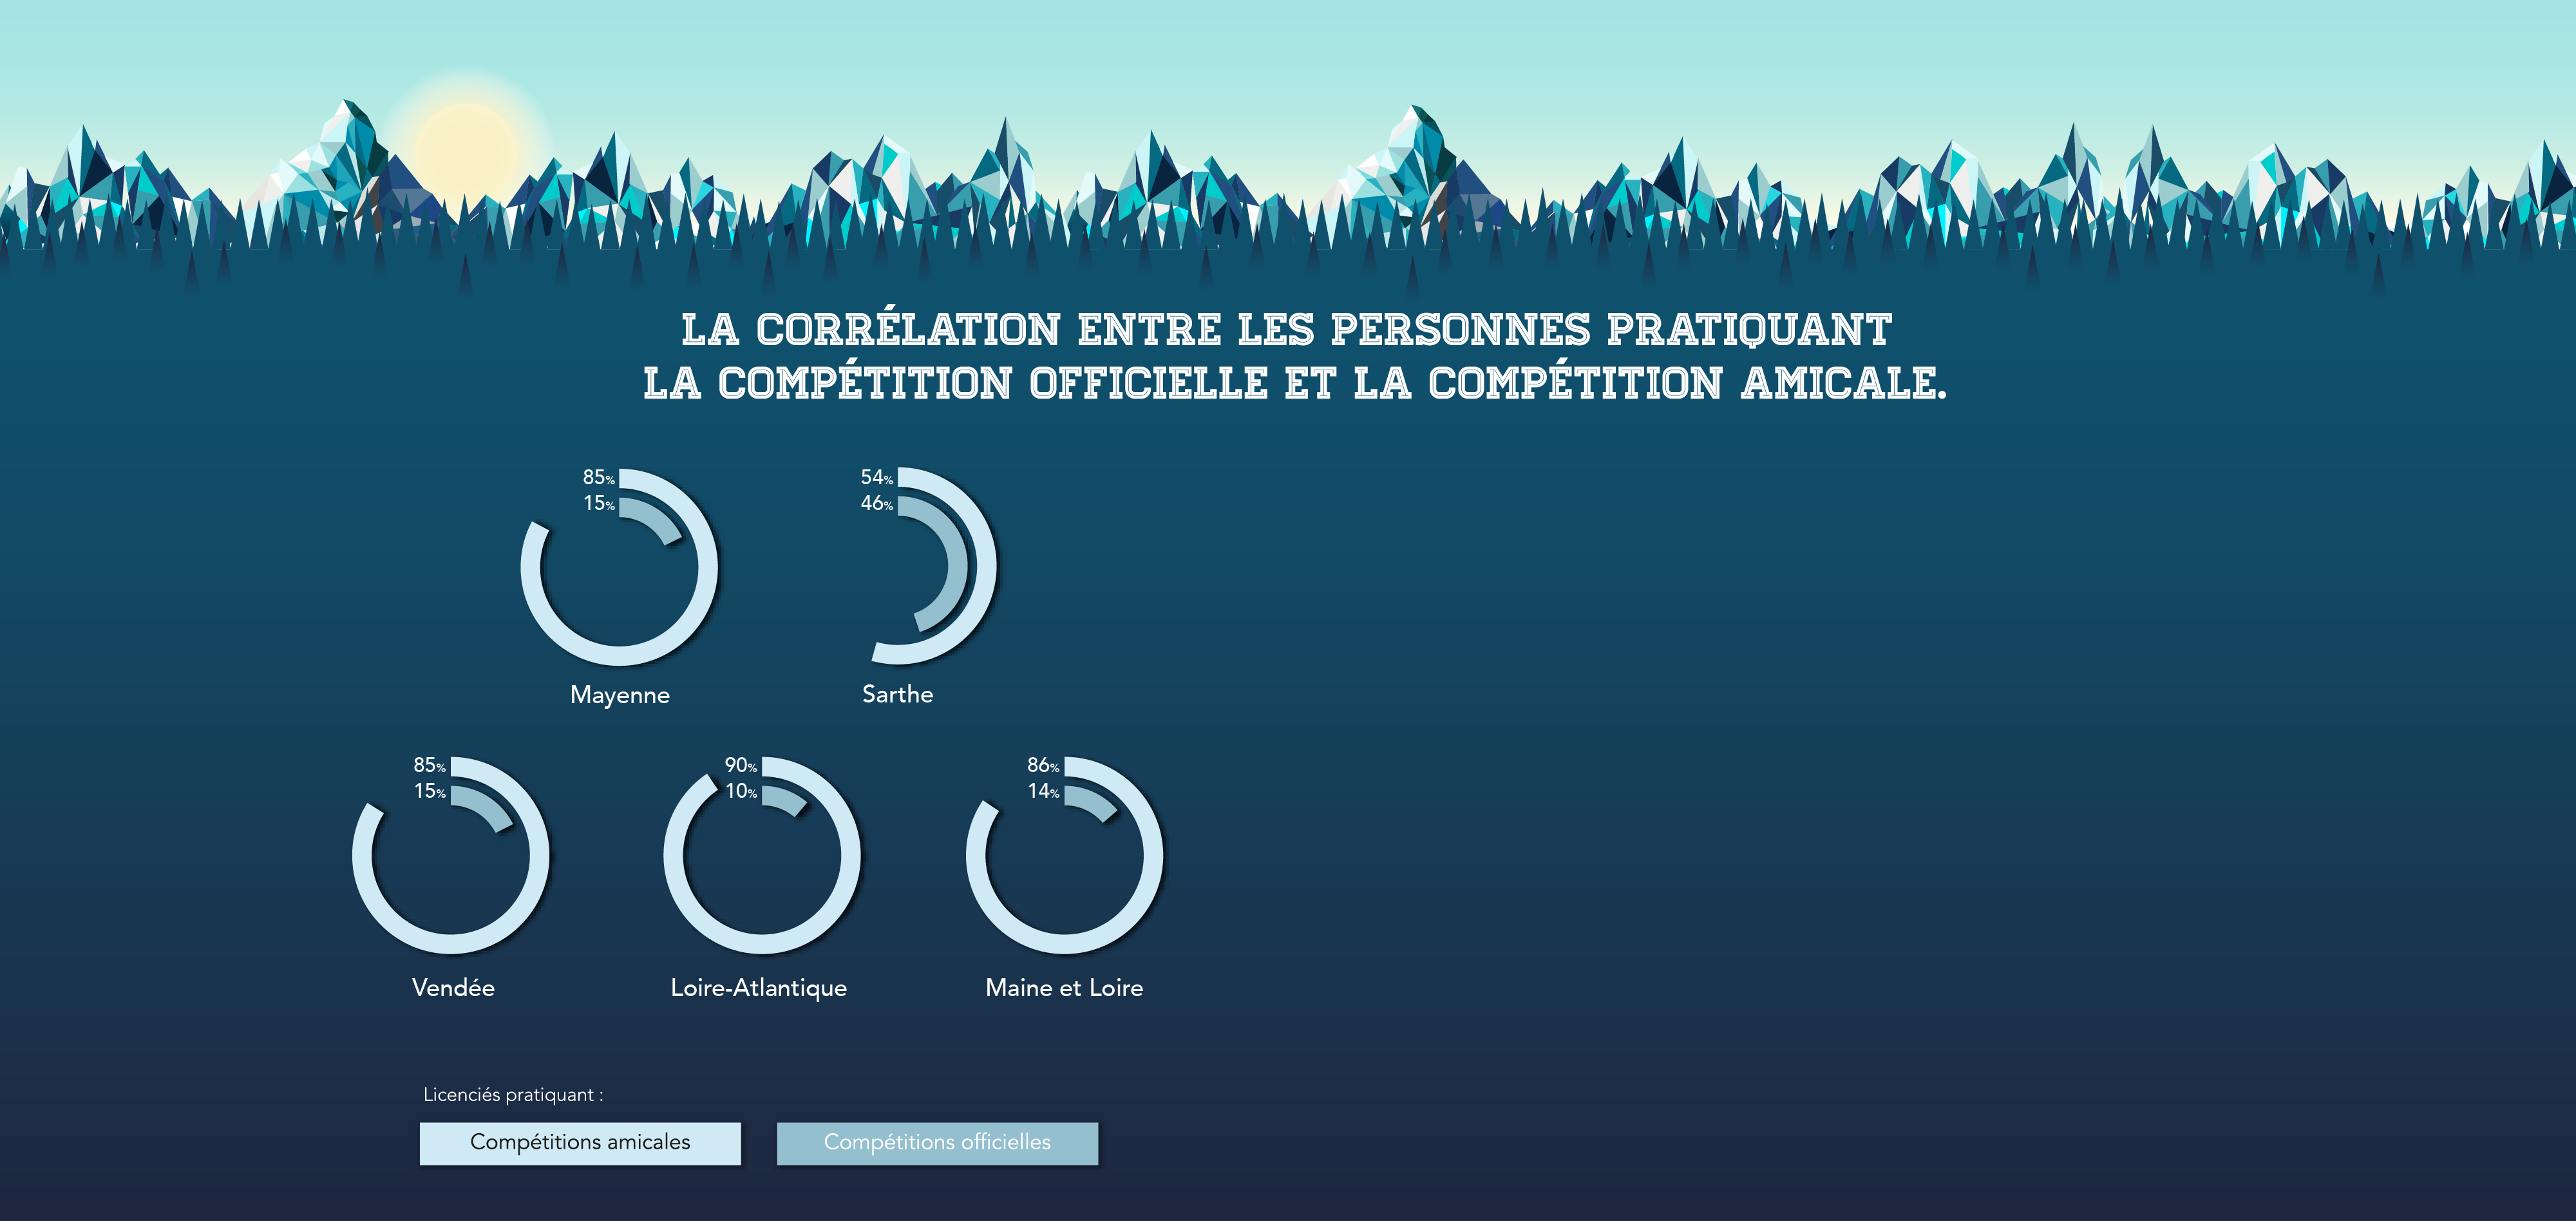 LA CORRÉLATION ENTRE LES PERSONNES PRATIQUANT
LA COMPÉTITION OFFICIELLE ET LA COMPÉTITION AMICALE.
85%
15%
Mayenne
54%
46%
Sarthe
85%
15%
Vendée
90%
10%
Loire-Atlantique
86%
14%
Maine et Loire
Licenciés pratiquant :
Compétitions amicales
Compétitions officielles